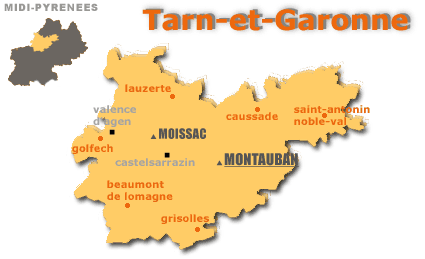 MIDI-PYRENEES
Tarn-et-Garonne
lauzerte
valence
d'agen
MOISSAC
caussade
saint-antonin
noble-val
golfech
castelsarrazin
MONTAUBAN
beaumont
de lomagne
grisolles